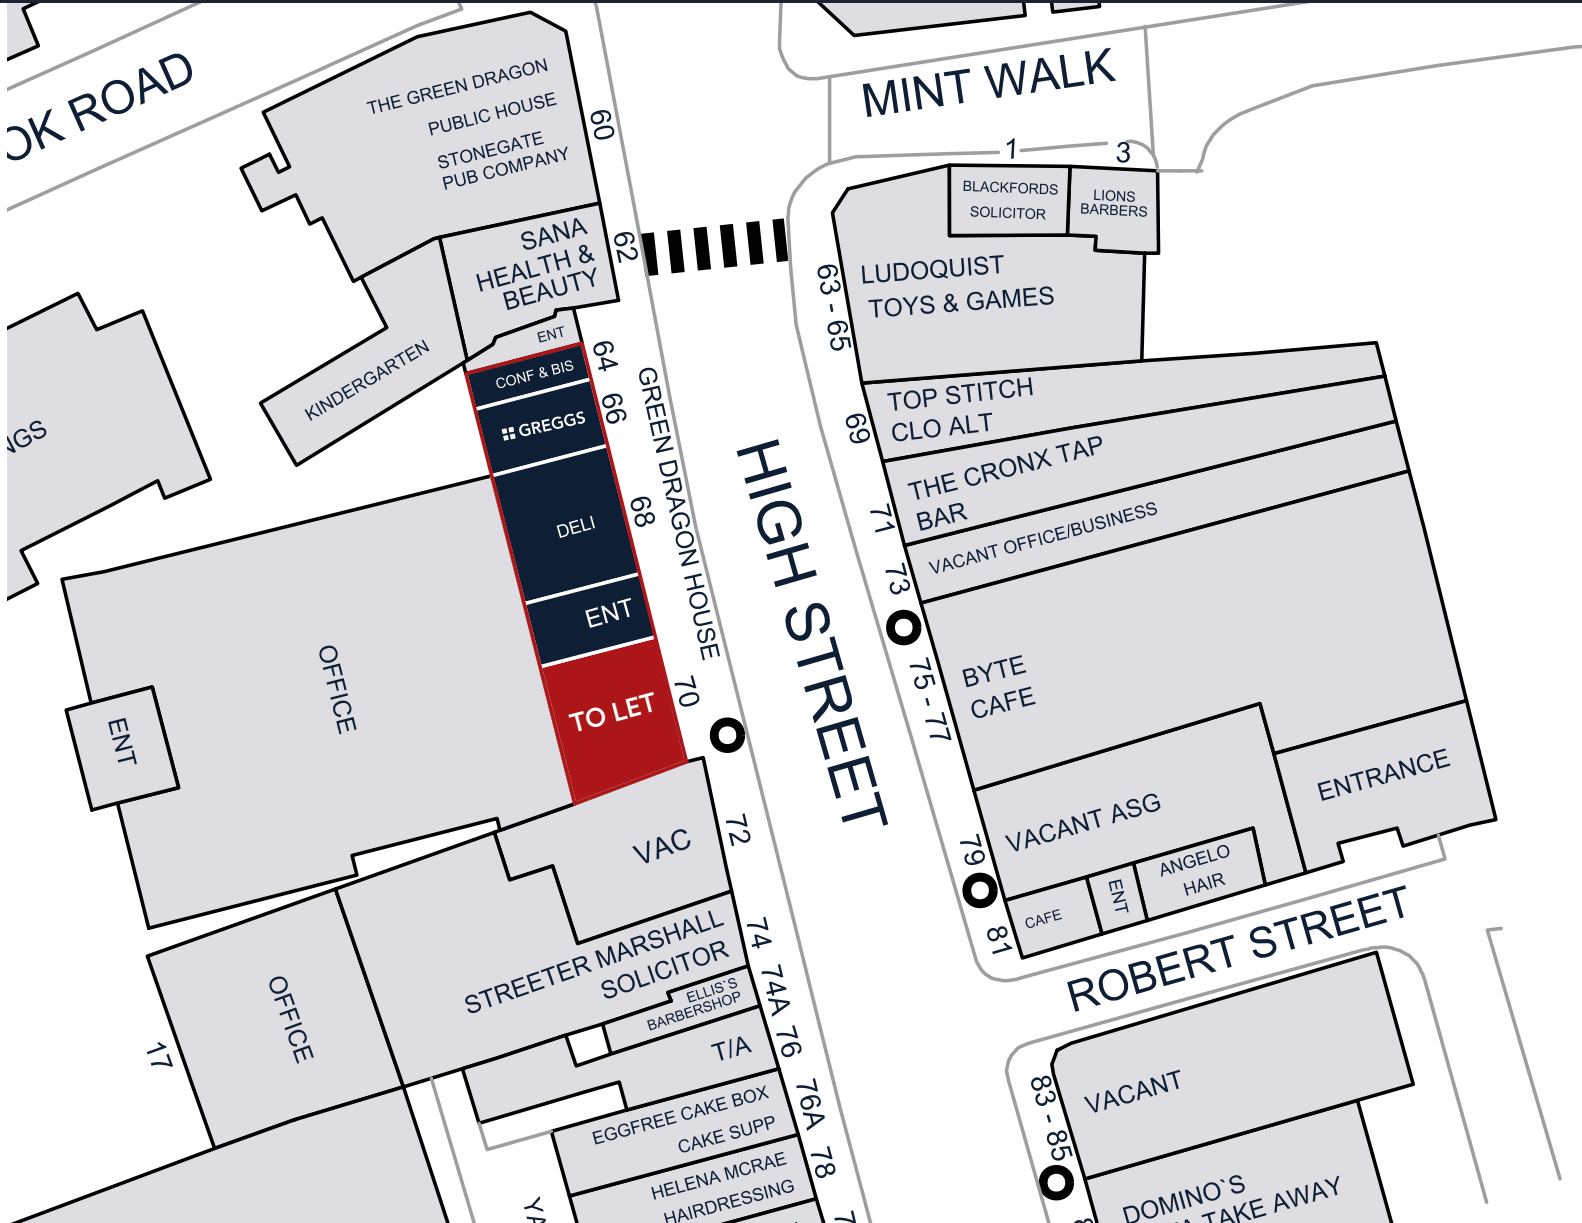 OK ROAD
MINT WALK
THE GREEN DRAGON
PUBLIC HOUSE
STONEGATE
PUB COMPANY
60
SANA
HEALTH &
BEAUTY
62
ENT
KINDERGARTEN
CONF & BIS
64
GREGGS
66
DELI
68
ENT
TO LET
70
GREEN DRAGON HOUSE
HIGH STREET
NGS
OFFICE
ENT
VAC
72
STREETER MARSHALL
SOLICITOR
74
ELLIS`S
BARBERSHOP
74A
T/A
76
EGGFREE CAKE BOX
CAKE SUPP
76A
HELENA MCRAE
HAIRDRESSING
78
OFFICE
17
1
3
BLACKFORDS
SOLICITOR
LIONS
BARBERS
LUDOQUIST
TOYS & GAMES
63 - 65
TOP STITCH
CLO ALT
69
THE CRONX TAP
BAR
71
VACANT OFFICE/BUSINESS
73
BYTE
CAFE
75 - 77
VACANT ASG
79
ENTRANCE
CAFE
ENT
ANGELO
HAIR
81
ROBERT STREET
VACANT
83 - 85
DOMINO`S
TAKE AWAY